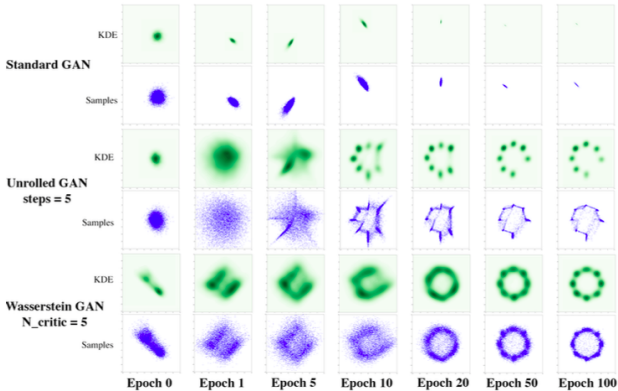 KDE
Standard GAN
Samples
KDE
Unrolled GAN
steps = 5
Samples
KDE
Wasserstein GAN
N_critic = 5
Samples
Epoch 0 Epoch 1 Epoch 5 Epoch 10 Epoch 20 Epoch 50 Epoch 100